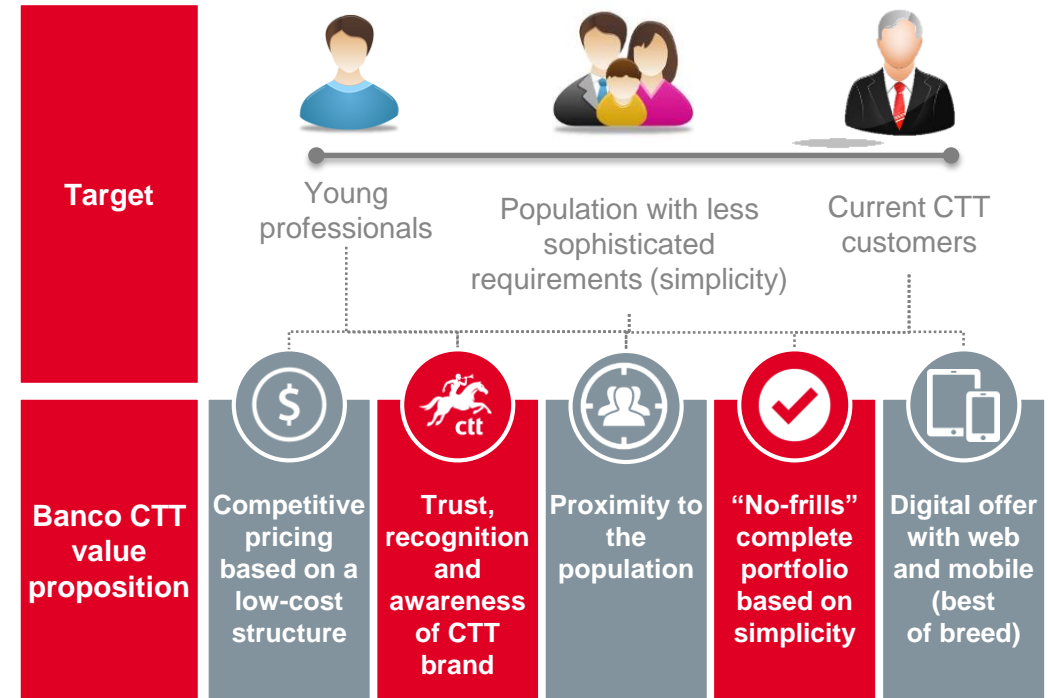 Target
Young
professionals
Population with less
sophisticated
requirements (simplicity)
Current CTT
customers
$
ctt
Banco CTT
value
proposition
Competitive
pricing
based on a
low-cost
structure
Trust,
recognition
and
awareness
of CTT
brand
Proximity to
the
population
“No-frills”
complete
portfolio
based on
simplicity
Digital offer
with web
and mobile
(best
of breed)